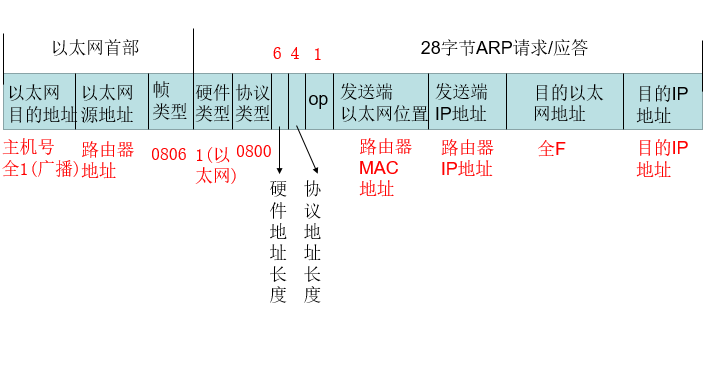 以太网首部
6 4 1
28字节ARP请求/应答
以太网
目的地址
以太网
源地址
帧
类型
硬件
类型
协议
类型
op
发送端
以太网位置
发送端
IP地址
目的以太
网地址
目的IP
地址
主机号
全1(广播)
路由器
地址
0806
1(以
太网)
0800
路由器
MAC
地址
路由器
IP地址
全F
目的IP
地址
硬件地址长度
协议地址长度